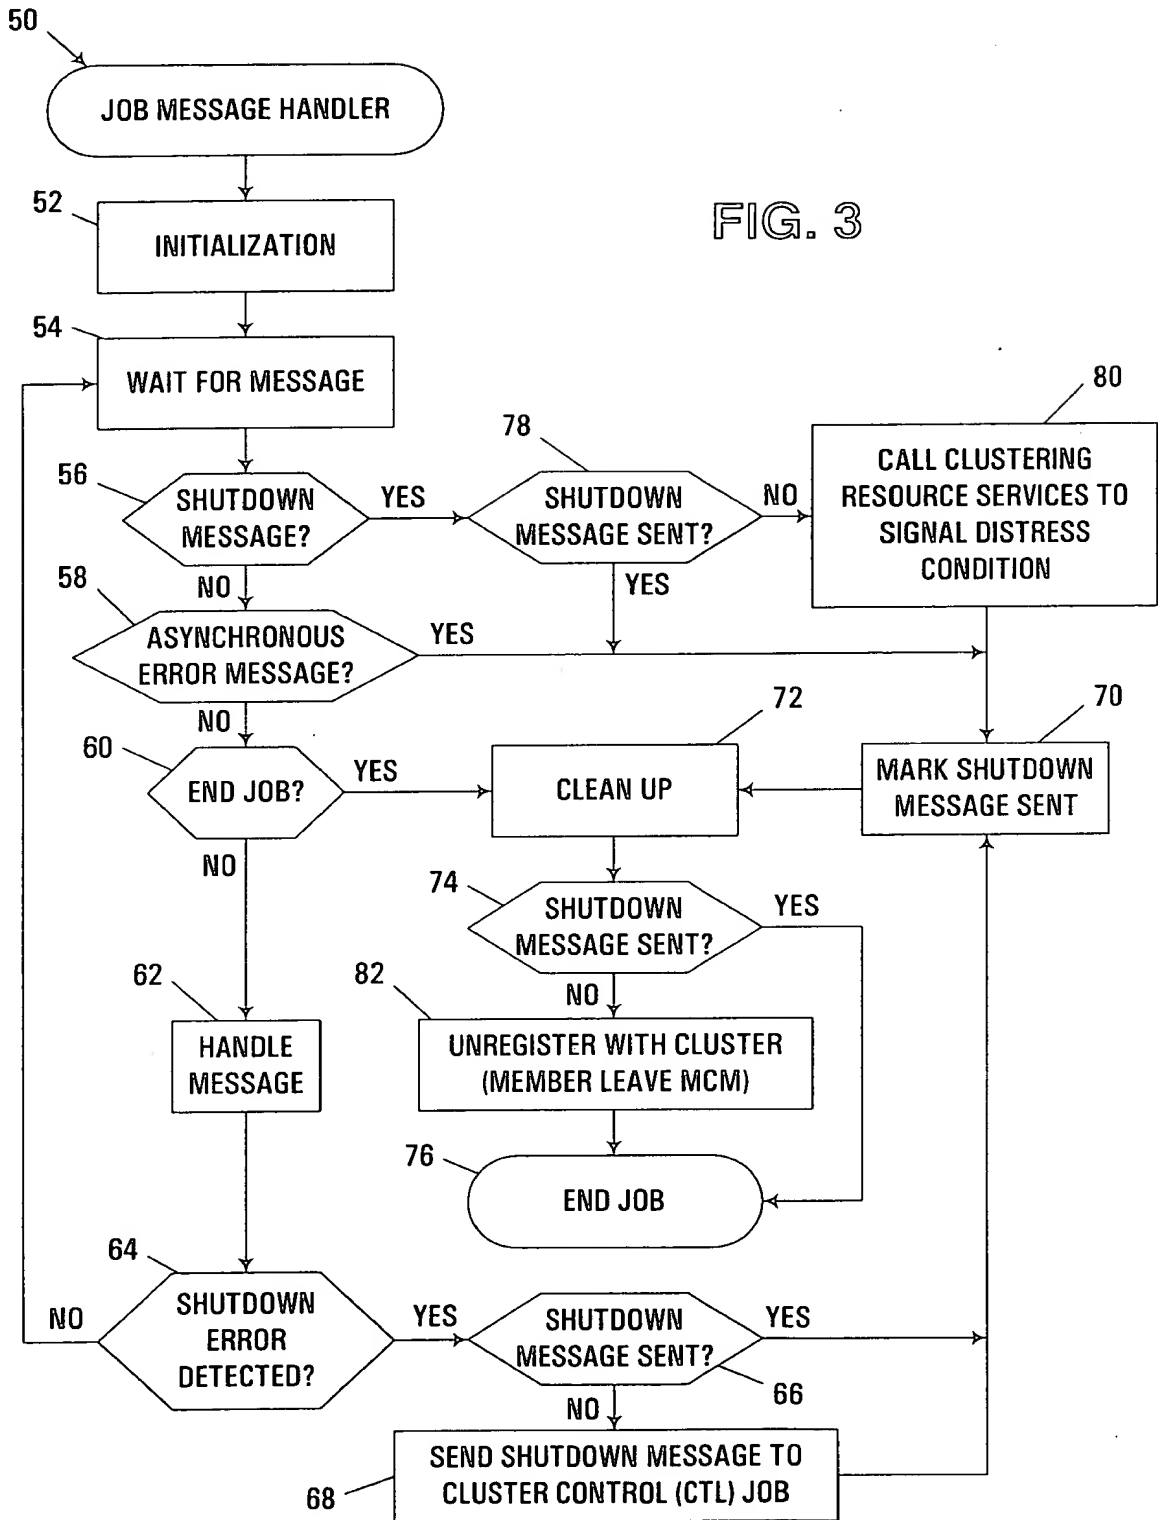 50
JOB MESSAGE HANDLER
52
INITIALIZATION
FIG. 3
54
WAIT FOR MESSAGE
80
CALL CLUSTERING
RESOURCE SERVICES TO
SIGNAL DISTRESS
CONDITION
78
SHUTDOWN
MESSAGE SENT?
NO
YES
56
SHUTDOWN
MESSAGE?
YES
NO
58
ASYNCHRONOUS
ERROR MESSAGE?
YES
NO
60
END JOB?
YES
NO
72
CLEAN UP
70
MARK SHUTDOWN
MESSAGE SENT
74
SHUTDOWN
MESSAGE SENT?
YES
NO
82
UNREGISTER WITH CLUSTER
(MEMBER LEAVE MCM)
62
HANDLE
MESSAGE
76
END JOB
64
SHUTDOWN
ERROR
DETECTED?
NO
YES
SHUTDOWN
MESSAGE SENT?
YES
66
NO
SEND SHUTDOWN MESSAGE TO
CLUSTER CONTROL (CTL) JOB
68